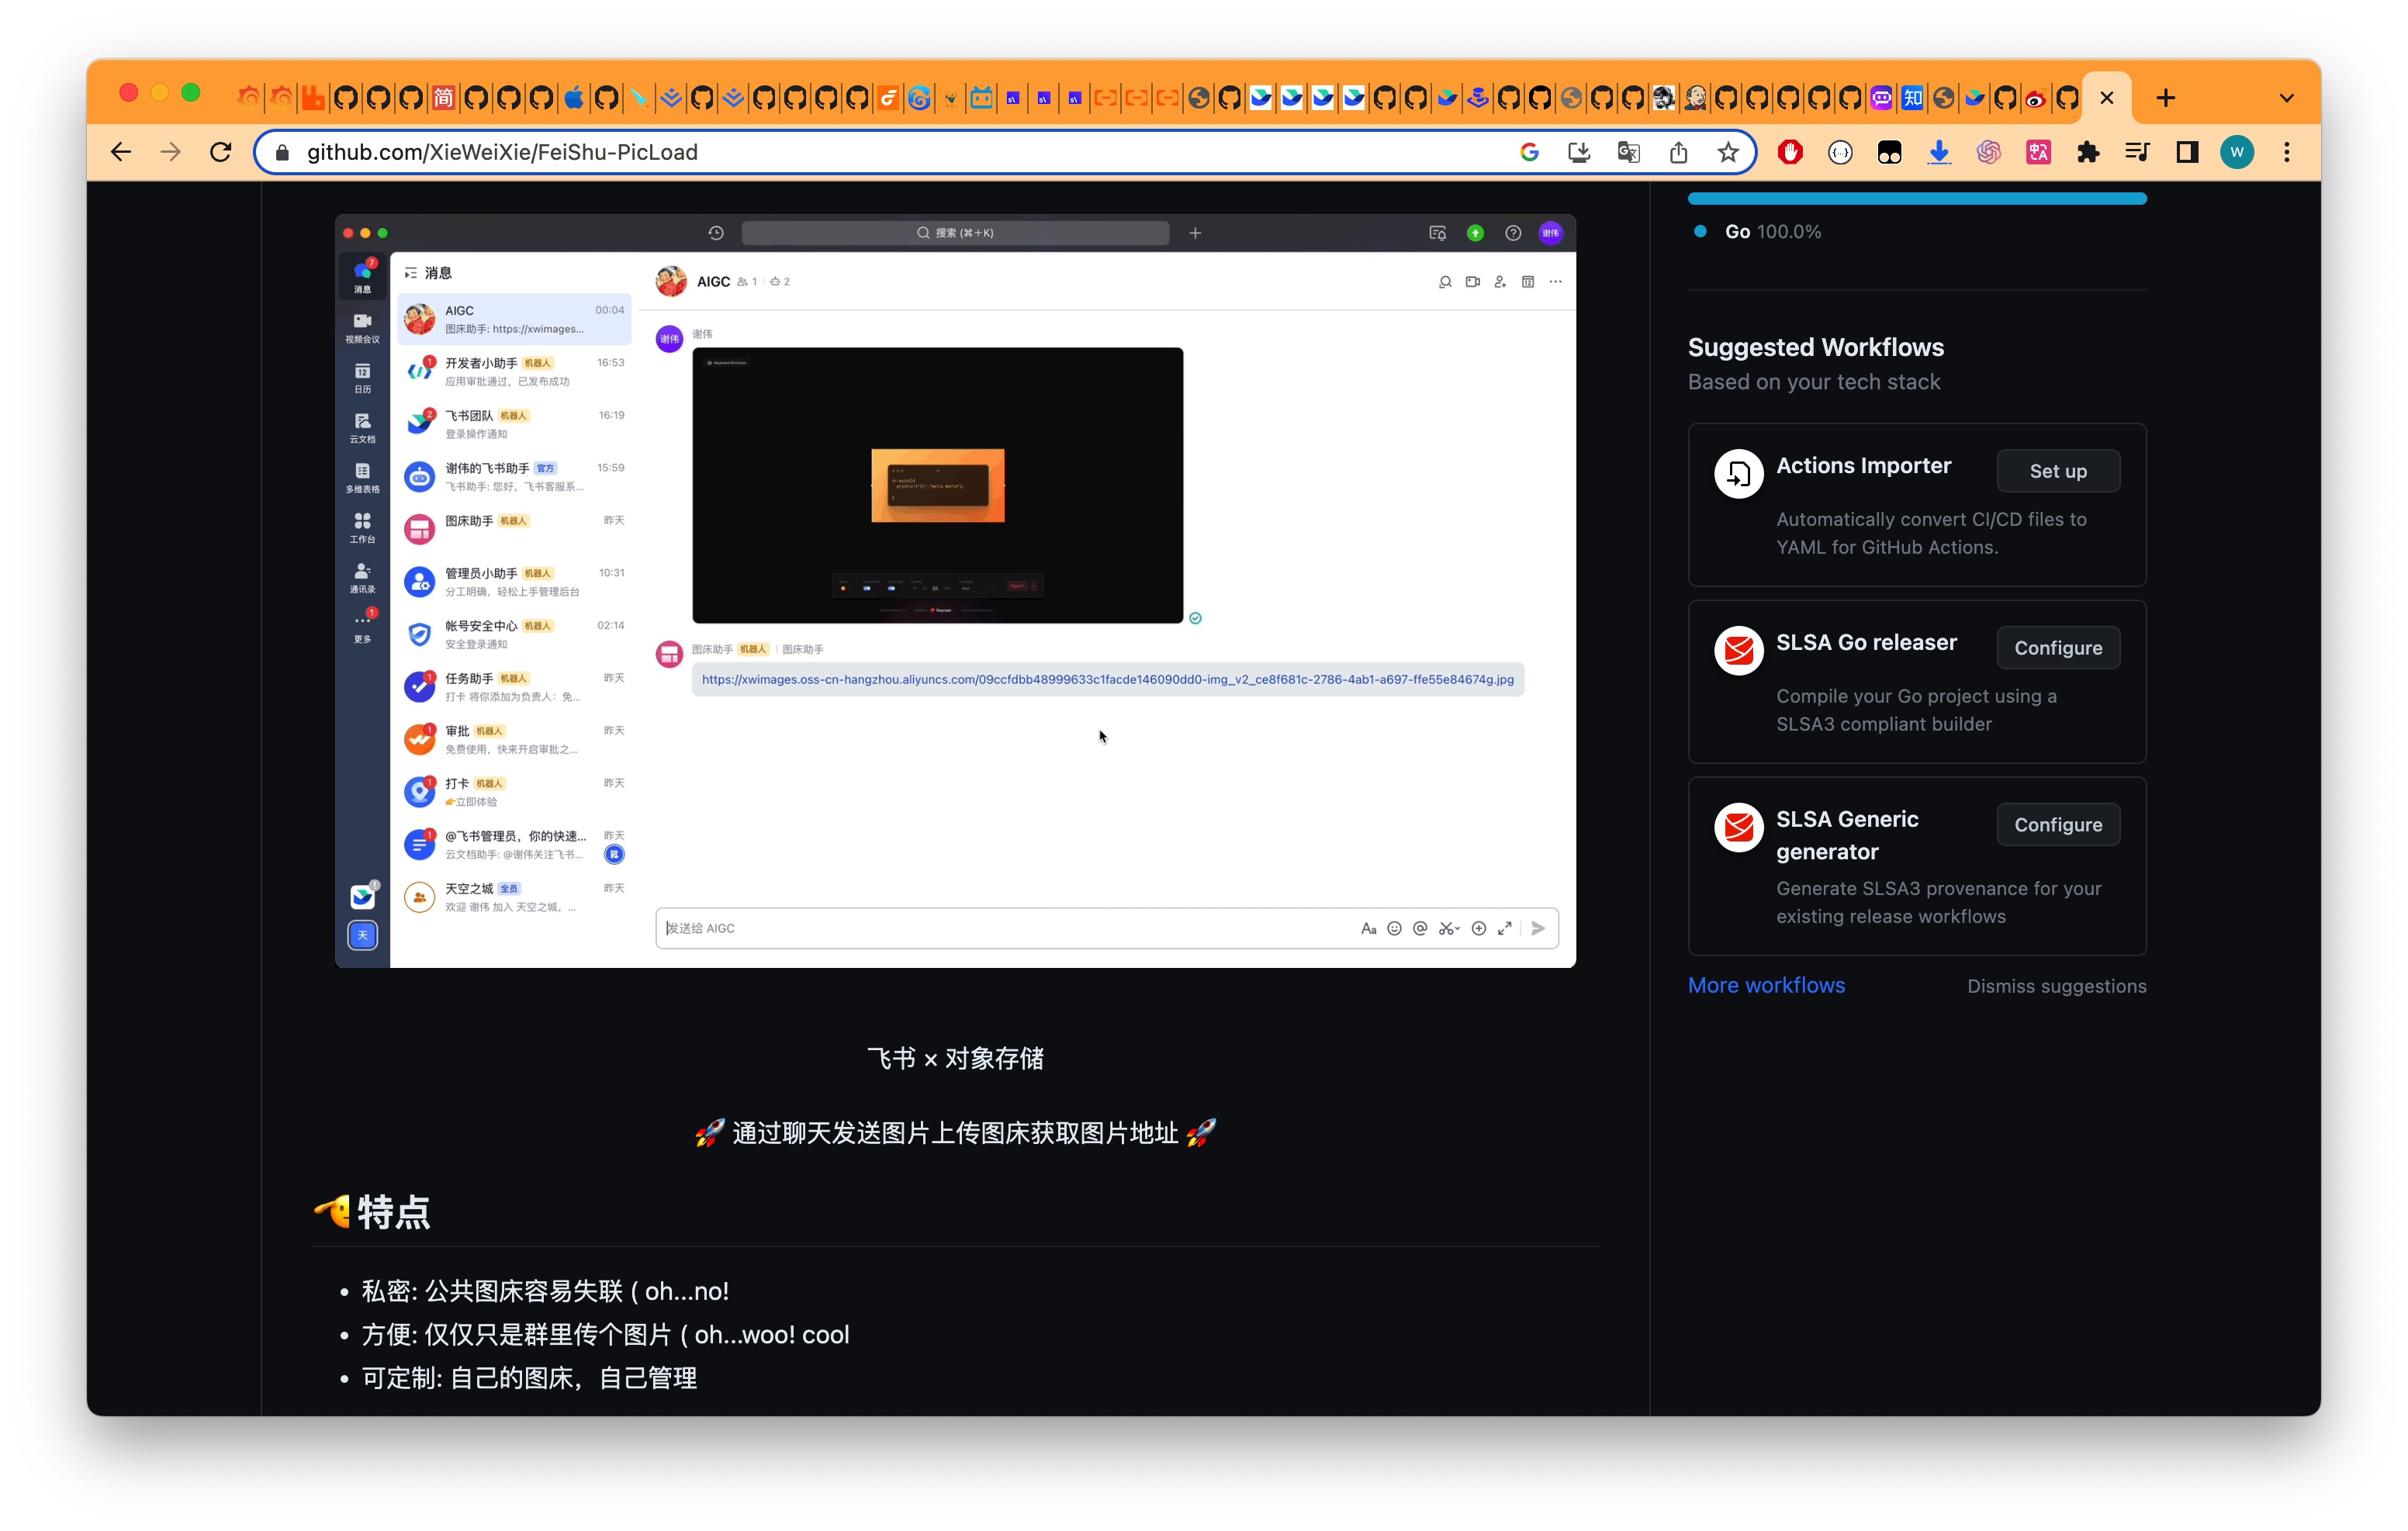 简
知
github.com/XieWeiXie/FeiShu-PicLoad
W
搜索 (⌘+K)
谢伟
7
消息
视频会议
12
日历
云文档
多维表格
工作台
通讯录
1
更多
天
消息
AIGC
00:04
图床助手: https://xwimages...
1
开发者小助手 机器人
16:53
应用审批通过，已发布成功
2
飞书团队 机器人
16:19
登录操作通知
谢伟的飞书助手 官方
15:59
飞书助手: 您好，飞书客服系...
图床助手 机器人
昨天
管理员小助手 机器人
10:31
分工明确，轻松上手管理后台
帐号安全中心 机器人
02:14
安全登录通知
1
任务助手 机器人
昨天
打卡 将你添加为负责人：免...
1
审批 机器人
昨天
免费使用，快来开启审批之...
1
打卡 机器人
昨天
👉立即体验
1
@飞书管理员，你的快速...
昨天
云文档助手: @谢伟关注飞书...
天空之城 全员
昨天
欢迎 谢伟 加入 天空之城，...
AIGC 1 2
谢伟
谢伟
图床助手 机器人 | 图床助手
https://xwimages.oss-cn-hangzhou.aliyuncs.com/09ccfdbb48999633c1facde146090dd0-img_v2_ce8f681c-2786-4ab1-a697-ffe55e84674g.jpg
发送给 AIGC
飞书 × 对象存储
🚀 通过聊天发送图片上传图床获取图片地址 🚀
🫡特点
• 私密: 公共图床容易失联 ( oh...no!
• 方便: 仅仅只是群里传个图片 ( oh...woo! cool
• 可定制: 自己的图床，自己管理
Go 100.0%
Suggested Workflows
Based on your tech stack
Actions Importer
Set up
Automatically convert CI/CD files to
YAML for GitHub Actions.
SLSA Go releaser
Configure
Compile your Go project using a
SLSA3 compliant builder
SLSA Generic
generator
Configure
Generate SLSA3 provenance for your
existing release workflows
More workflows
Dismiss suggestions